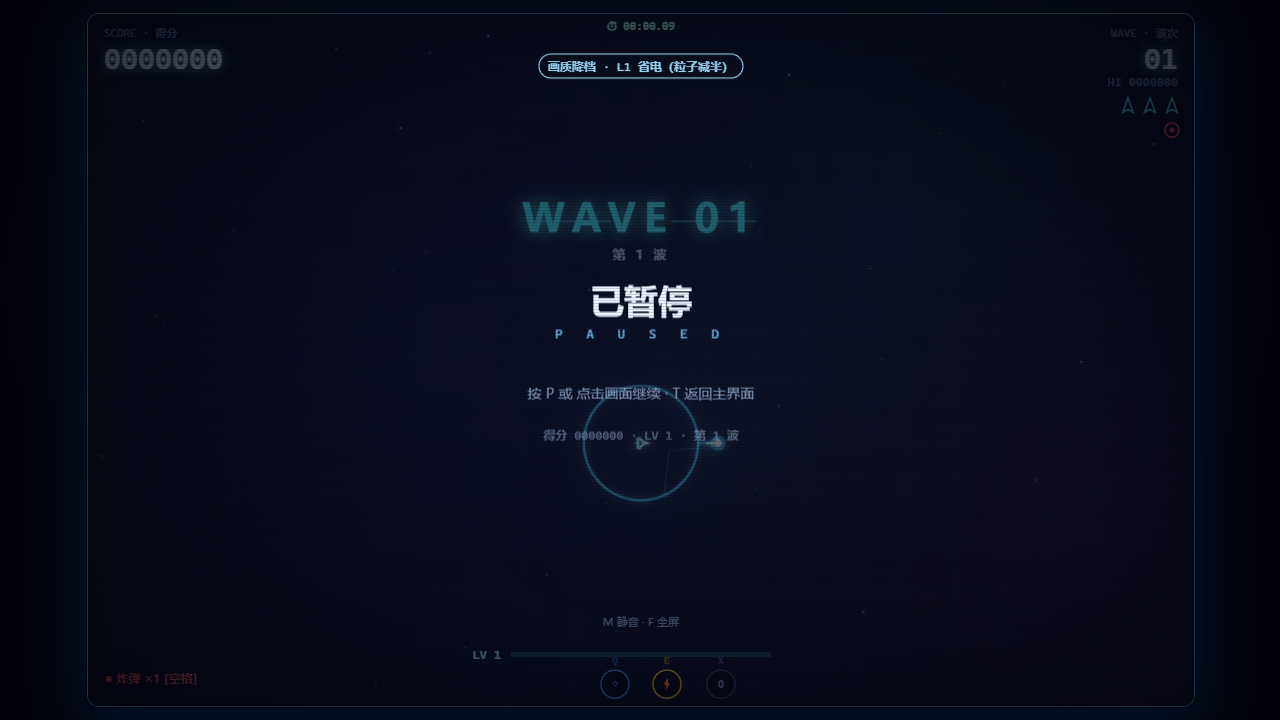 SCORE · 得分
0000000
⏱ 00:00.09
WAVE · 波次
01
HI 0000000
画质降档 · L1 省电 (粒子减半)
WAVE 01
第 1 波
已暂停
PAUSED
按 P 或 点击画面继续 · T 返回主界面
得分 0000000 · LV 1 · 第 1 波
M 静音 · F 全屏
LV 1
Q E X
0
炸弹 ×1 [空格]